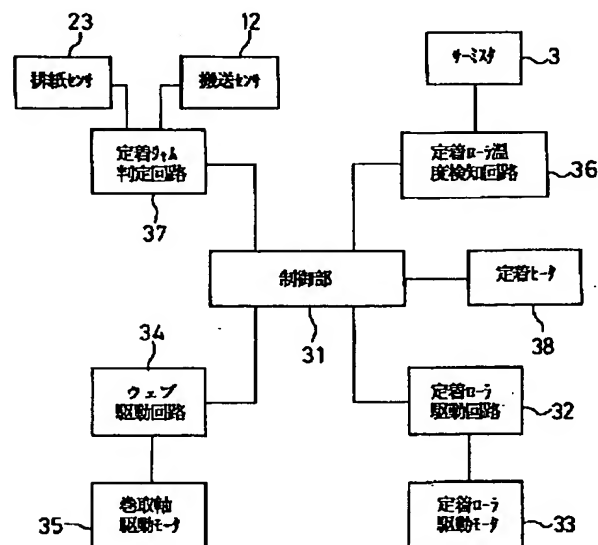 23
12
排紙センサ
搬送センサ
サーミスタ
3
定着ジャム
判定回路
37
定着ローラ温
度検知回路
36
制御部
31
定着ヒータ
38
34
ウェブ
駆動回路
定着ローラ
駆動回路
32
巻取軸
駆動モータ
35
定着ローラ
駆動モータ
33